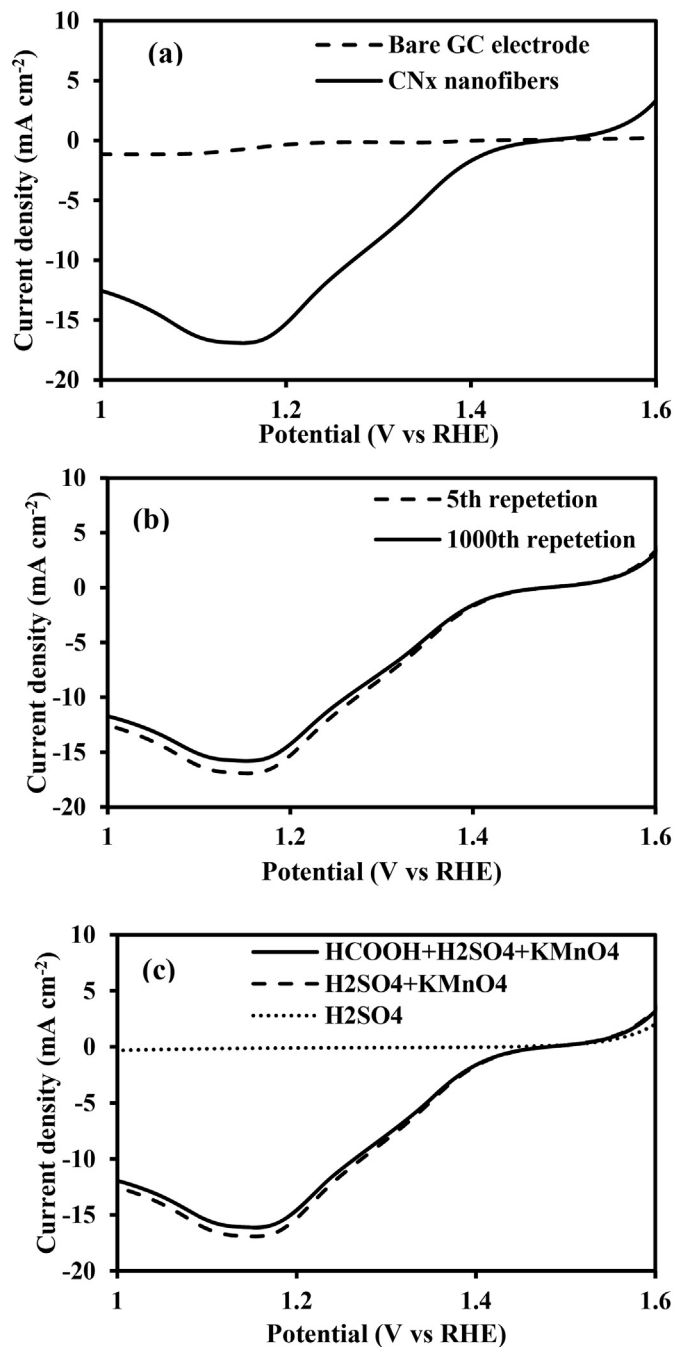 10
5
0
-5
-10
-15
-20
1
1.2
1.4
1.6
Current density (mA cm-2)
Potential (V vs RHE)
(a)
Bare GC electrode
CNx nanofibers
10
5
0
-5
-10
-15
-20
1
1.2
1.4
1.6
Current density (mA cm-2)
Potential (V vs RHE)
(b)
5th repetetion
1000th repetetion
10
5
0
-5
-10
-15
-20
1
1.2
1.4
1.6
Current density (mA cm-2)
Potential (V vs RHE)
(c)
HCOOH+H2SO4+KMnO4
H2SO4+KMnO4
H2SO4